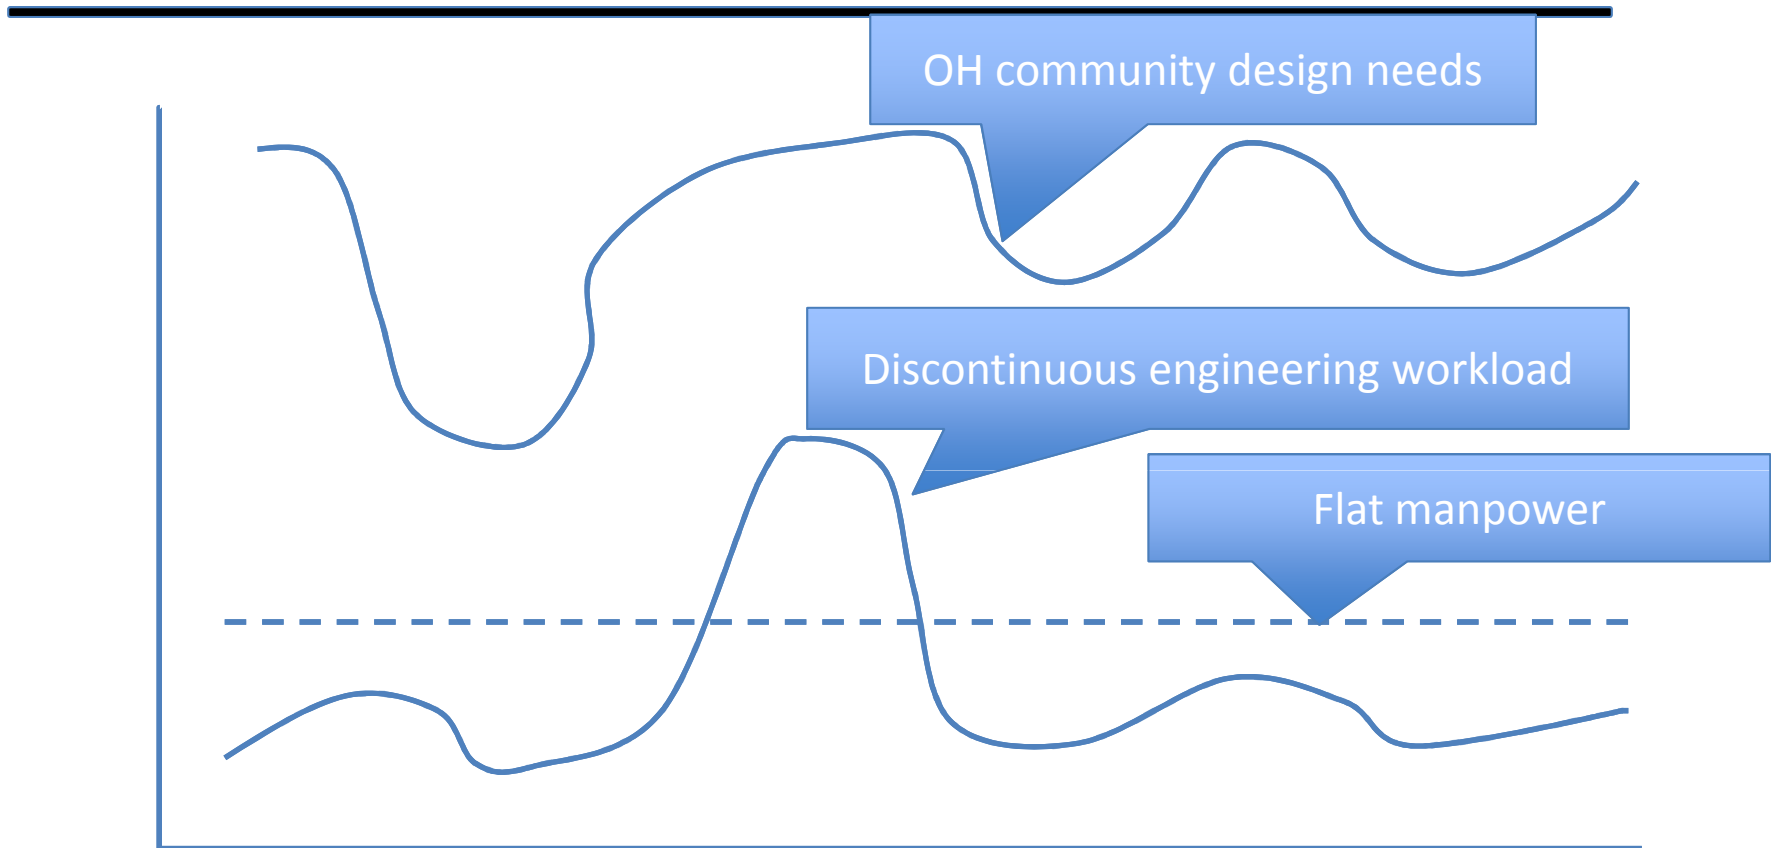 OH community design needs
Discontinuous engineering workload
Flat manpower